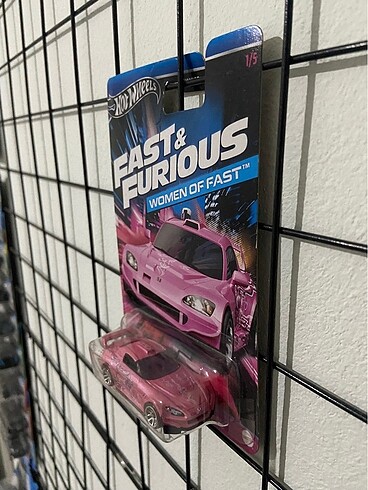 1/5
HOT WHEELS
FAST &
FURIOUS
WOMEN OF FAST™